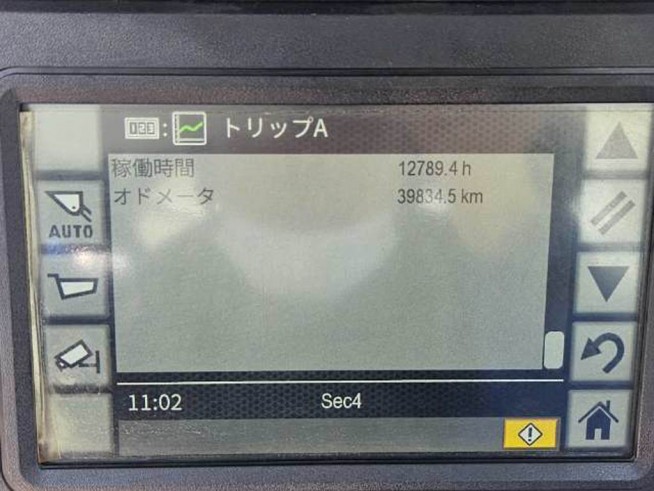 123: トリップA
稼働時間 12789.4 h
オドメータ 39834.5 km
AUTO
11:02 Sec4